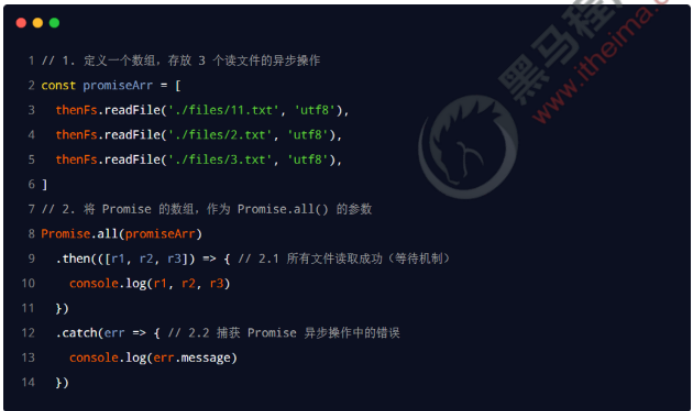 1 // 1. 定义一个数组，存放 3 个读文件的异步操作
2 const promiseArr = [
3   thenFs.readFile('./files/11.txt', 'utf8'),
4   thenFs.readFile('./files/2.txt', 'utf8'),
5   thenFs.readFile('./files/3.txt', 'utf8'),
6 ]
7 // 2. 将 Promise 的数组，作为 Promise.all() 的参数
8 Promise.all(promiseArr)
9   .then(([r1, r2, r3]) => { // 2.1 所有文件读取成功（等待机制）
10     console.log(r1, r2, r3)
11   })
12   .catch(err => { // 2.2 捕获 Promise 异步操作中的错误
13     console.log(err.message)
14   })
黑马程
www.itheima.c